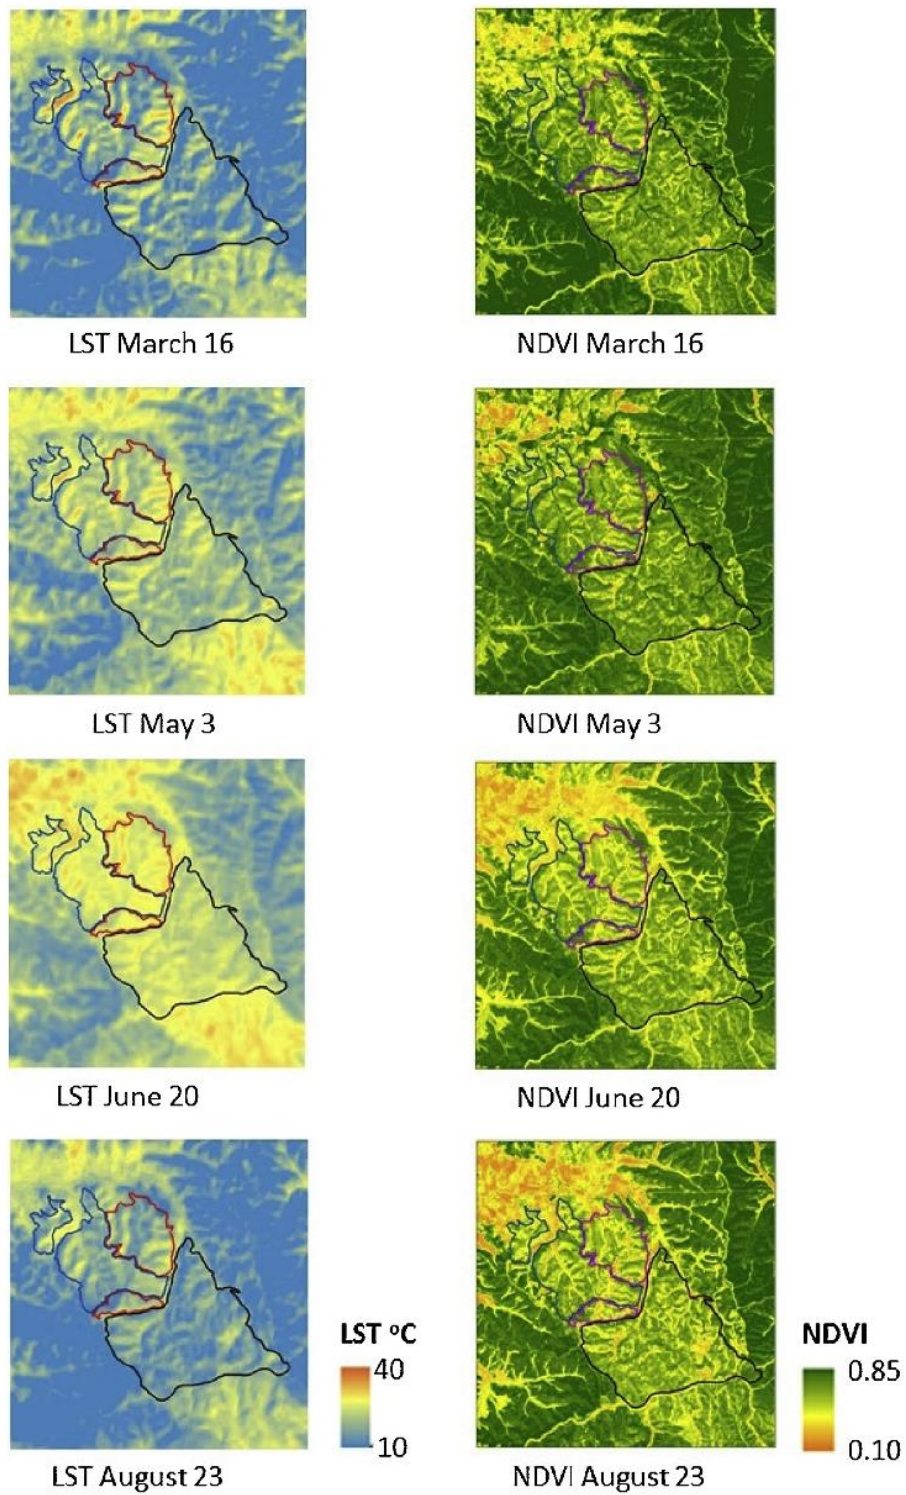 LST March 16
NDVI March 16
LST May 3
NDVI May 3
LST June 20
NDVI June 20
LST °C
40
10
NDVI
0.85
0.10
LST August 23
NDVI August 23